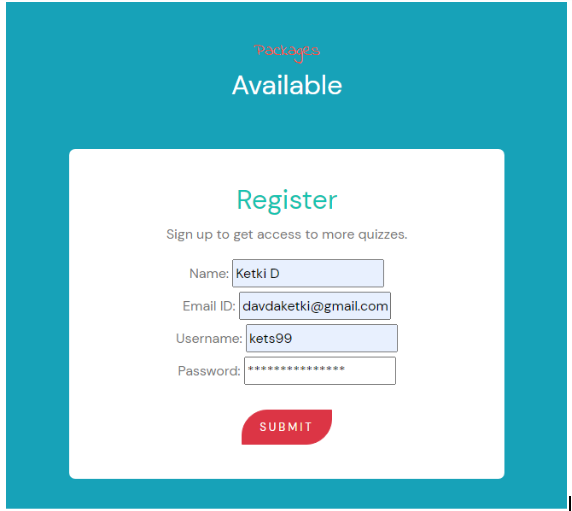 Packages
Available
Register
Sign up to get access to more quizzes.
Name: Ketki D
Email ID: davdaketki@gmail.com
Username: kets99
Password: ***************
SUBMIT